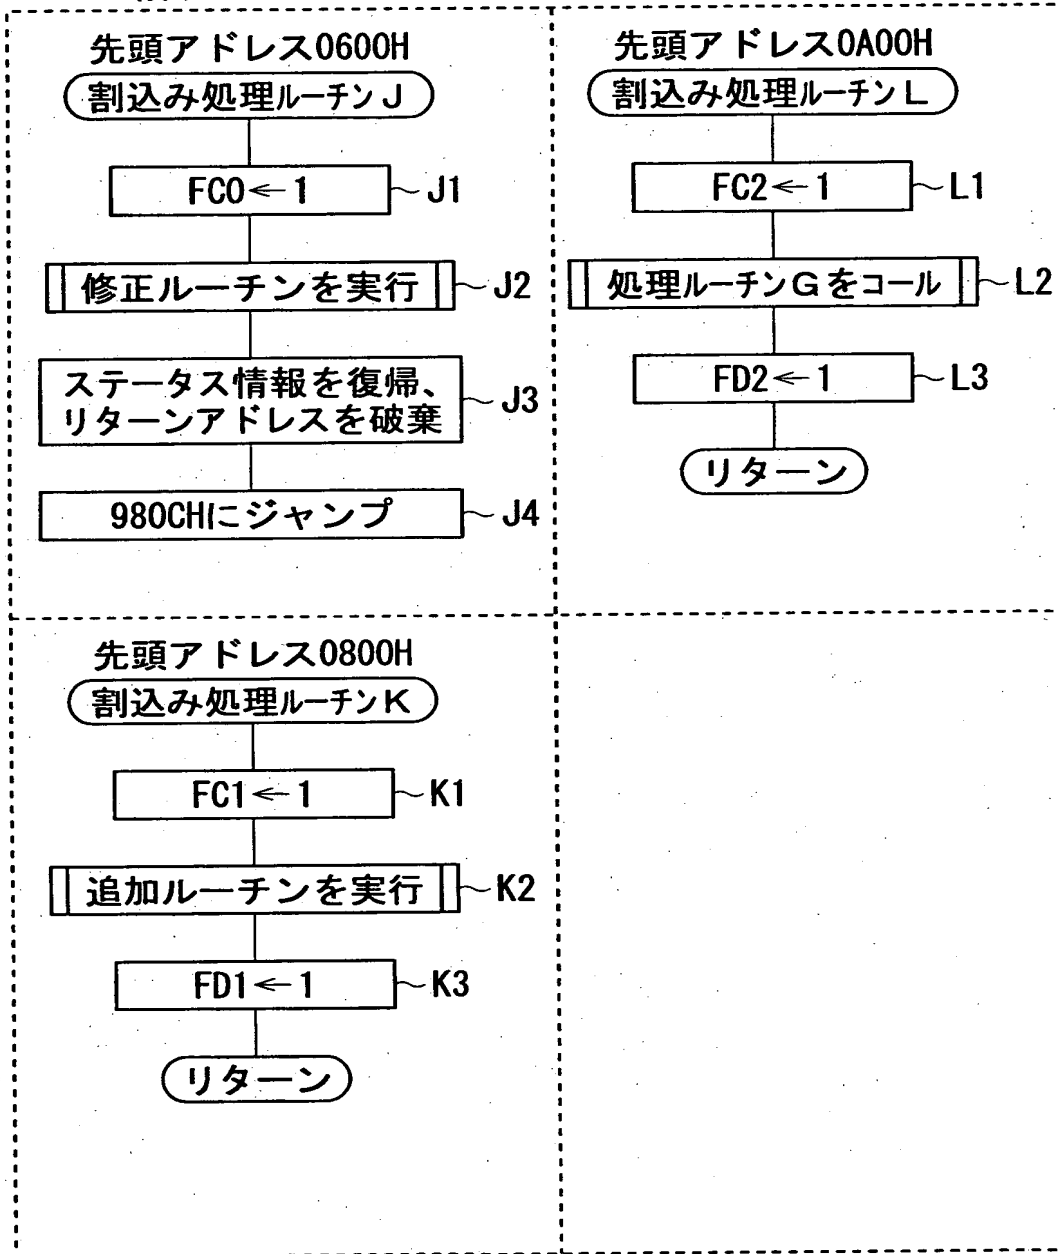 先頭アドレス0600H
割込み処理ルーチンJ
FC0←1 J1
修正ルーチンを実行 J2
ステータス情報を復帰、
リターンアドレスを破棄 J3
980CHにジャンプ J4
先頭アドレス0A00H
割込み処理ルーチンL
FC2←1 L1
処理ルーチンGをコール L2
FD2←1 L3
リターン
先頭アドレス0800H
割込み処理ルーチンK
FC1←1 K1
追加ルーチンを実行 K2
FD1←1 K3
リターン